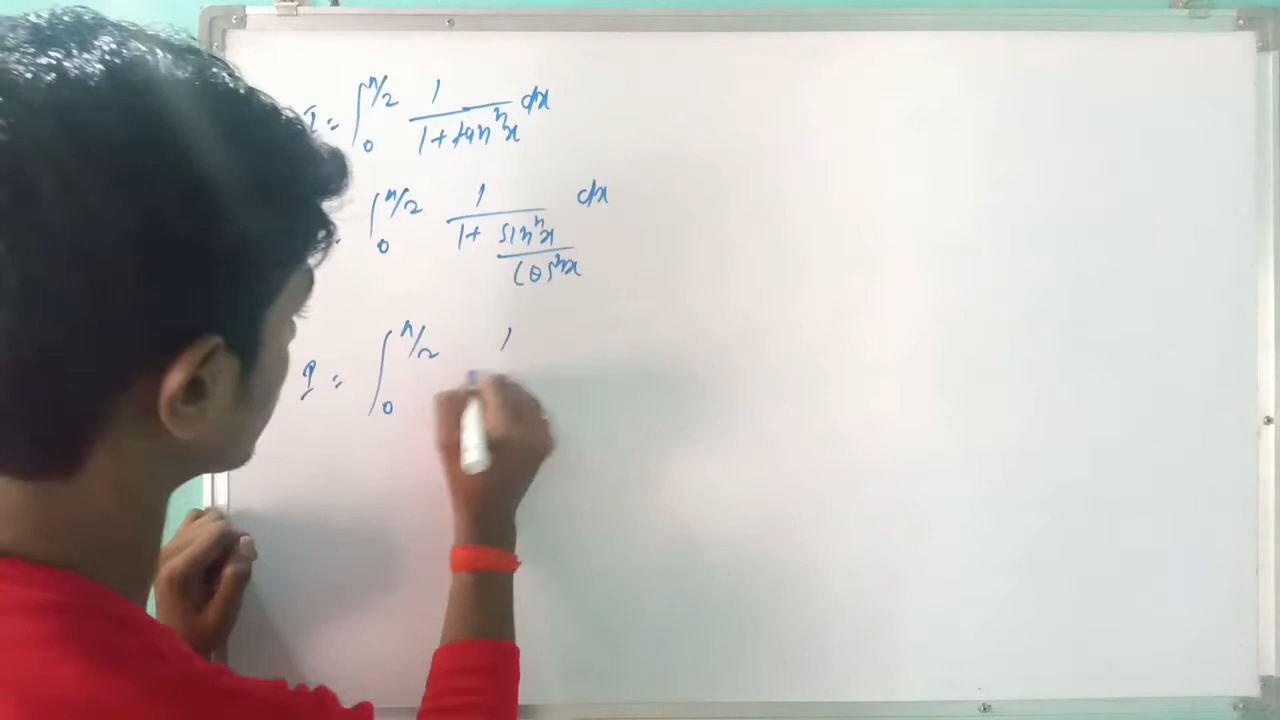 I = ∫₀^{π/2} 1/(1+tanⁿx) dx
= ∫₀^{π/2} 1/(1+ sinⁿx/cosⁿx) dx
I = ∫₀^{π/2} 1